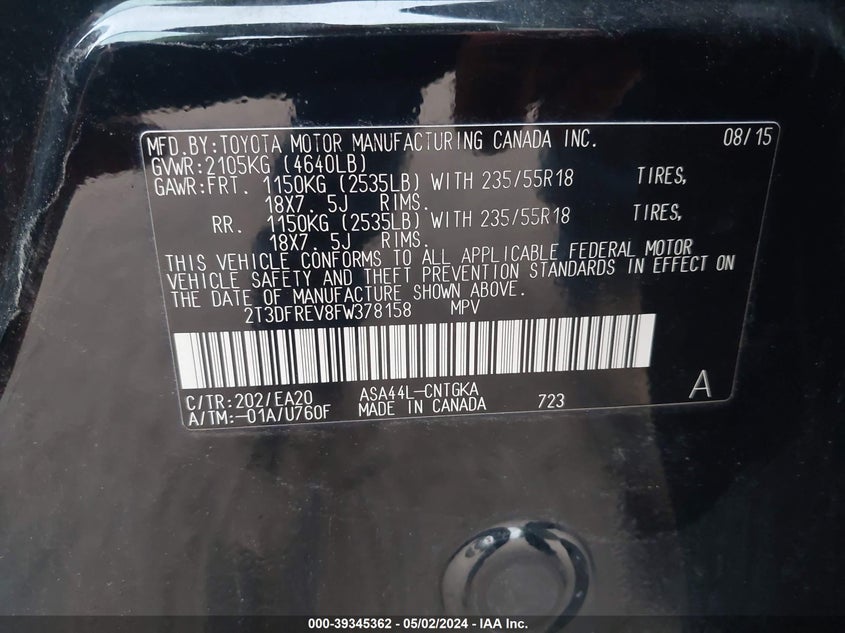 MFD.BY:TOYOTA MOTOR MANUFACTURING CANADA INC. 08/15
GVWR:2105KG (4640LB)
GAWR:FRT. 1150KG (2535LB) WITH 235/55R18 TIRES,
18X7. 5J RIMS.
RR. 1150KG (2535LB) WITH 235/55R18 TIRES,
18X7. 5J RIMS.
THIS VEHICLE CONFORMS TO ALL APPLICABLE FEDERAL MOTOR
VEHICLE SAFETY AND THEFT PREVENTION STANDARDS IN EFFECT ON
THE DATE OF MANUFACTURE SHOWN ABOVE.
2T3DFREV8FW378158 MPV
C/TR:202/EA20 ASA44L-CNTGKA A
A/TM:-01A/U760F MADE IN CANADA 723
000-39345362 - 05/02/2024 - IAA Inc.